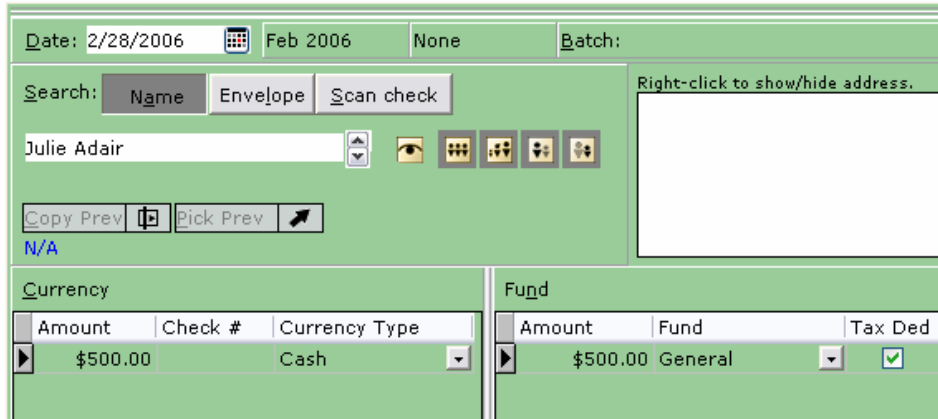 Date: 2/28/2006 Feb 2006 None Batch:
Search: Name Envelope Scan check
Right-click to show/hide address.
Julie Adair
Copy Prev Pick Prev
N/A
Currency
Amount Check # Currency Type
$500.00 Cash
Fund
Amount Fund Tax Ded
$500.00 General